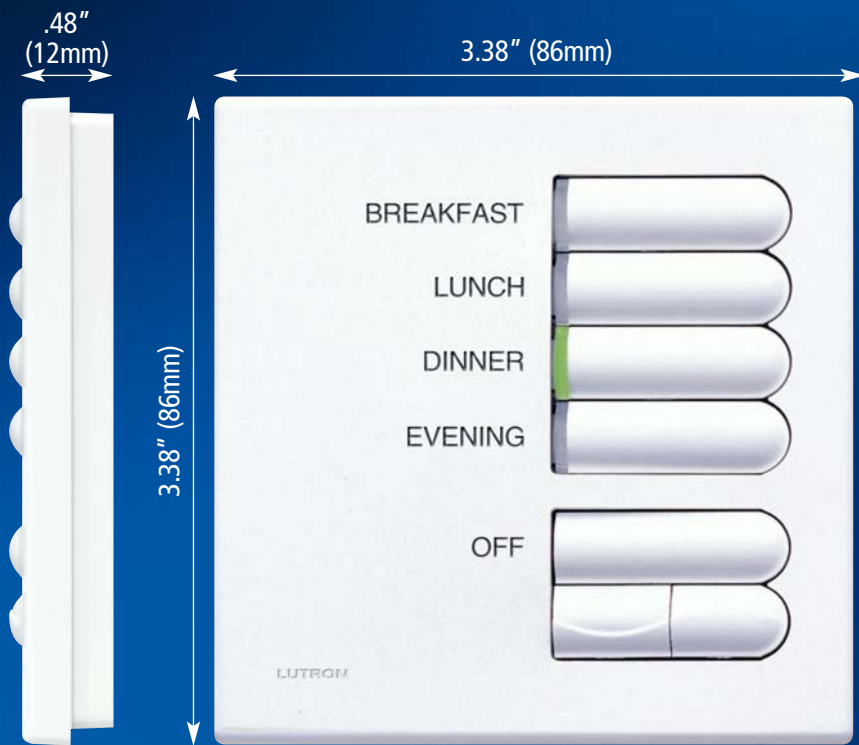 .48"
(12mm)
3.38" (86mm)
3.38" (86mm)
BREAKFAST
LUNCH
DINNER
EVENING
OFF
LUTRON